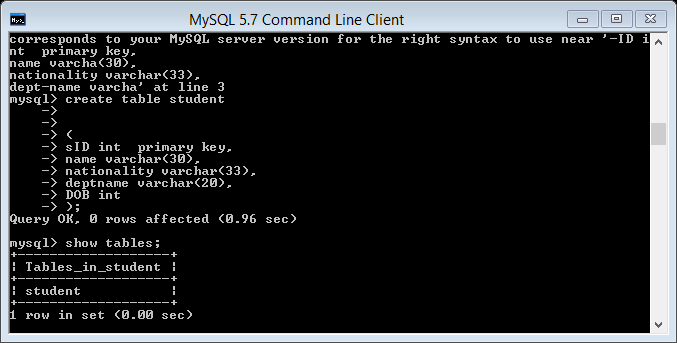 MySQL 5.7 Command Line Client
corresponds to your MySQL server version for the right syntax to use near '-ID i
nt  primary key,
name varcha(30),
nationality varchar(33),
dept-name varcha' at line 3
mysql> create table student
    ->
    ->
    -> (
    -> sID int  primary key,
    -> name varchar(30),
    -> nationality varchar(33),
    -> deptname varchar(20),
    -> DOB int
    -> );
Query OK, 0 rows affected (0.96 sec)

mysql> show tables;
+-------------------+
| Tables_in_student |
+-------------------+
| student           |
+-------------------+
1 row in set (0.00 sec)